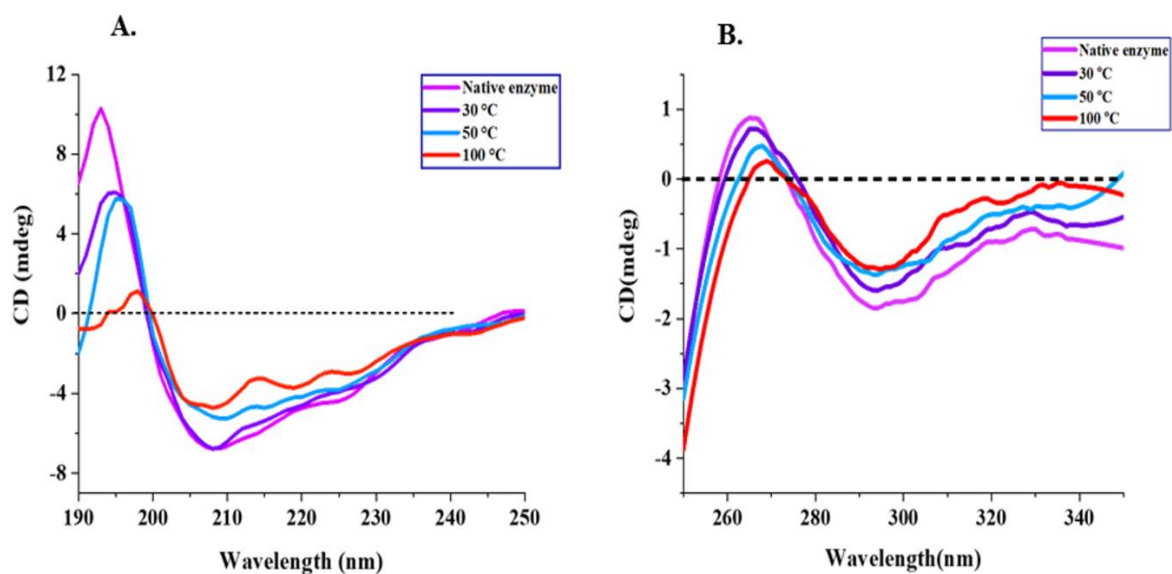 A.
CD (mdeg)
12
8
4
0
-4
-8
190 200 210 220 230 240 250
Wavelength (nm)
Native enzyme
30 °C
50 °C
100 °C
B.
CD(mdeg)
1
0
-1
-2
-3
-4
260 280 300 320 340
Wavelength(nm)
Native enzyme
30 °C
50 °C
100 °C